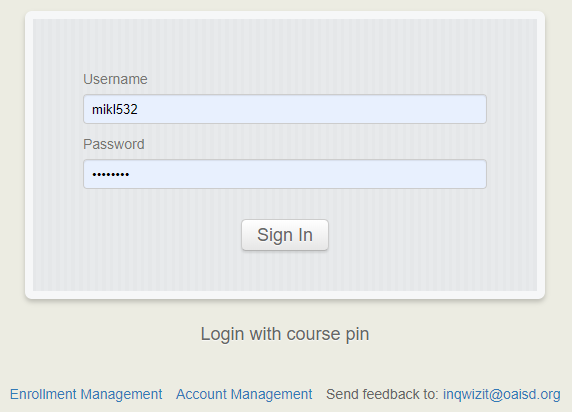 Username
mikl532
Password
••••••••
Sign In
Login with course pin
Enrollment Management Account Management Send feedback to: inqwizit@oaisd.org